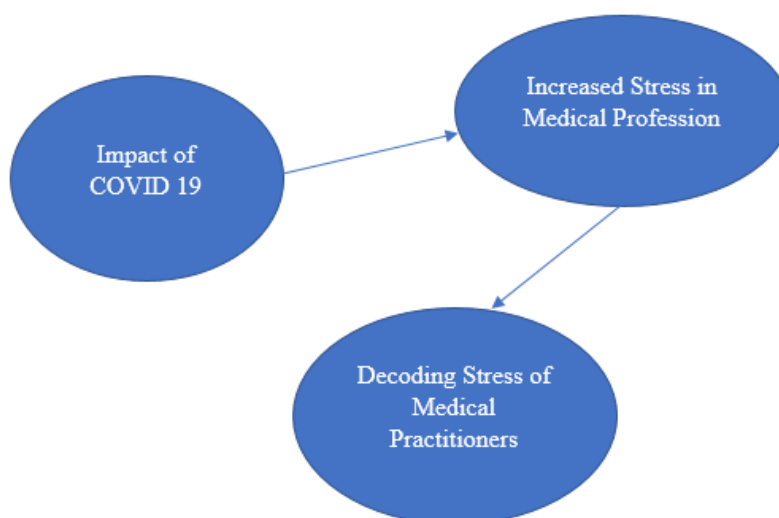 Impact of
COVID 19
Increased Stress in
Medical Profession
Decoding Stress of
Medical
Practitioners